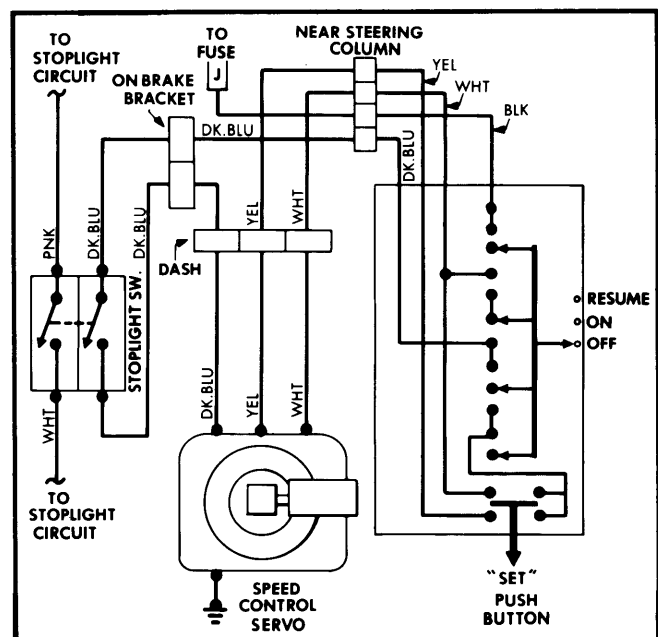 TO
STOPLIGHT
CIRCUIT
TO
FUSE
J
NEAR STEERING
COLUMN
YEL
WHT
BLK
ON BRAKE
BRACKET
DK.BLU
DK.BLU
PNK
DK.BLU
DK.BLU
YEL
WHT
DASH
STOPLIGHT SW.
RESUME
ON
OFF
WHT
DK.BLU
YEL
WHT
TO
STOPLIGHT
CIRCUIT
SPEED
CONTROL
SERVO
"SET"
PUSH
BUTTON